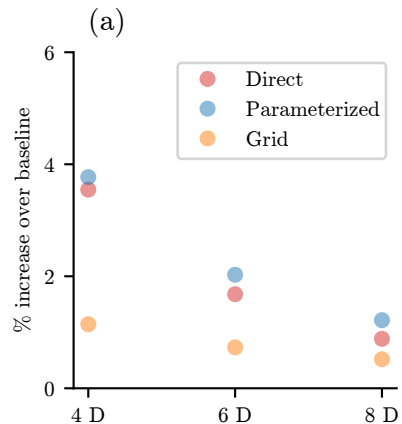 (a)
% increase over baseline
6
4
2
0
Direct
Parameterized
Grid
4 D
6 D
8 D